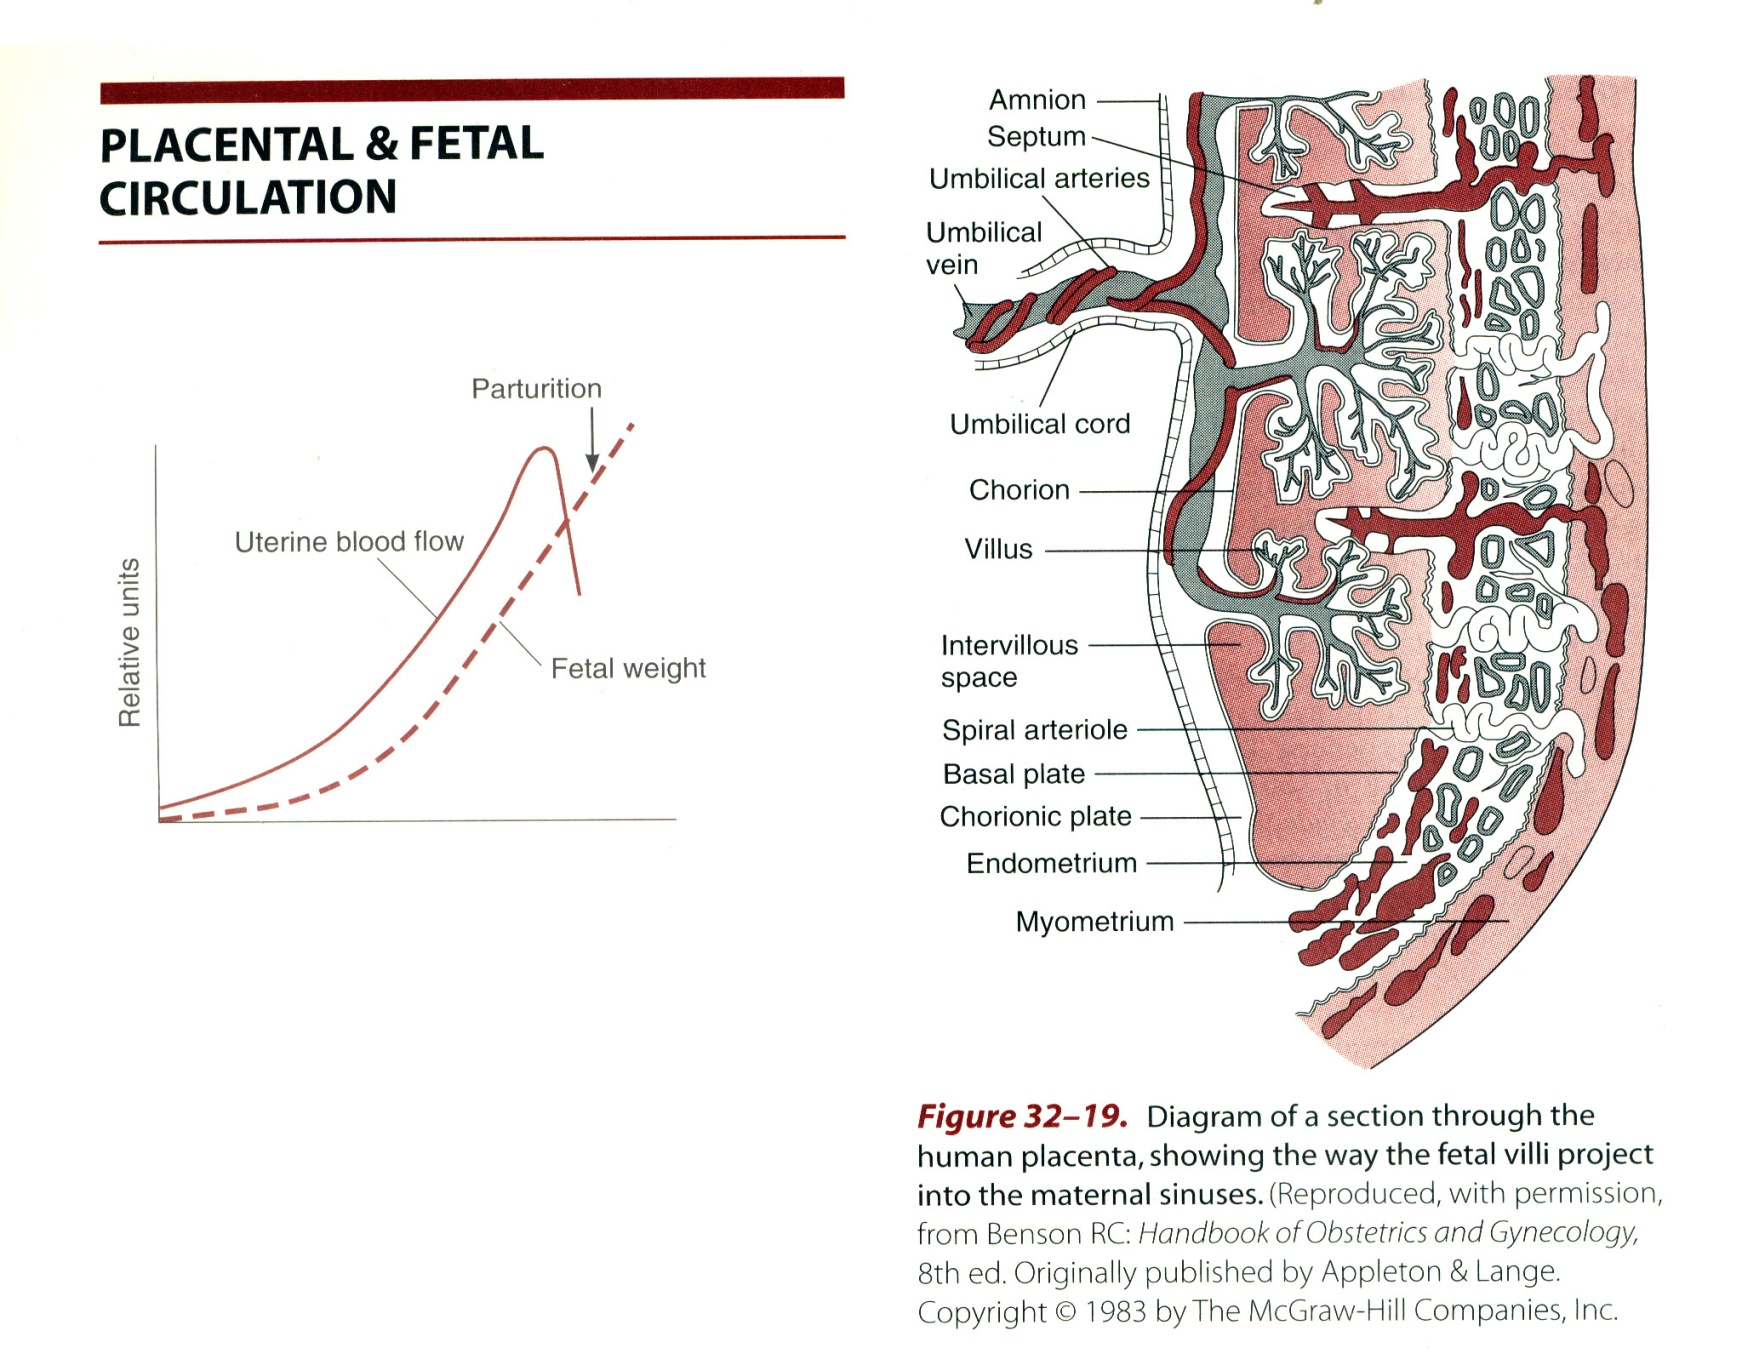 PLACENTAL & FETAL
CIRCULATION
Parturition
Uterine blood flow
Relative units
Fetal weight
Amnion
Septum
Umbilical arteries
Umbilical
vein
Umbilical cord
Chorion
Villus
Intervillous
space
Spiral arteriole
Basal plate
Chorionic plate
Endometrium
Myometrium
Figure 32–19. Diagram of a section through the
human placenta, showing the way the fetal villi project
into the maternal sinuses. (Reproduced, with permission,
from Benson RC: Handbook of Obstetrics and Gynecology,
8th ed. Originally published by Appleton & Lange.
Copyright © 1983 by The McGraw-Hill Companies, Inc.